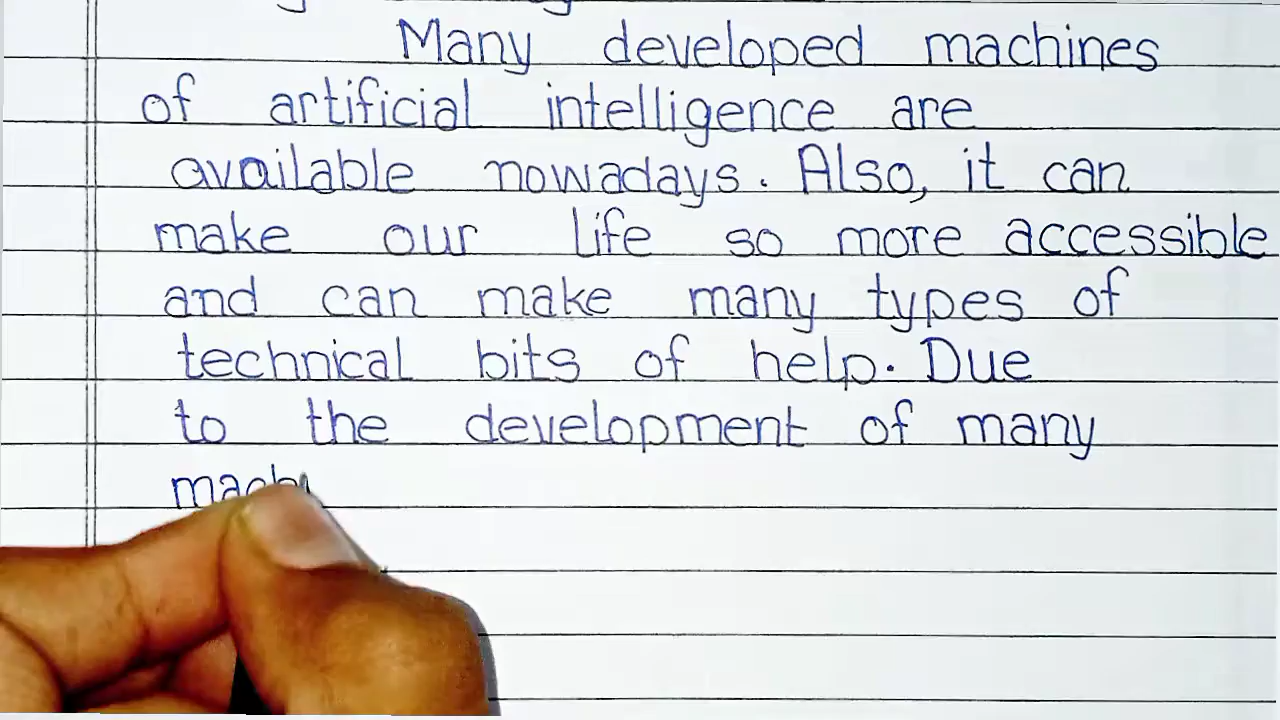 Many developed machines
of artificial intelligence are
available nowadays. Also, it can
make our life so more accessible
and can make many types of
technical bits of help. Due
to the development of many